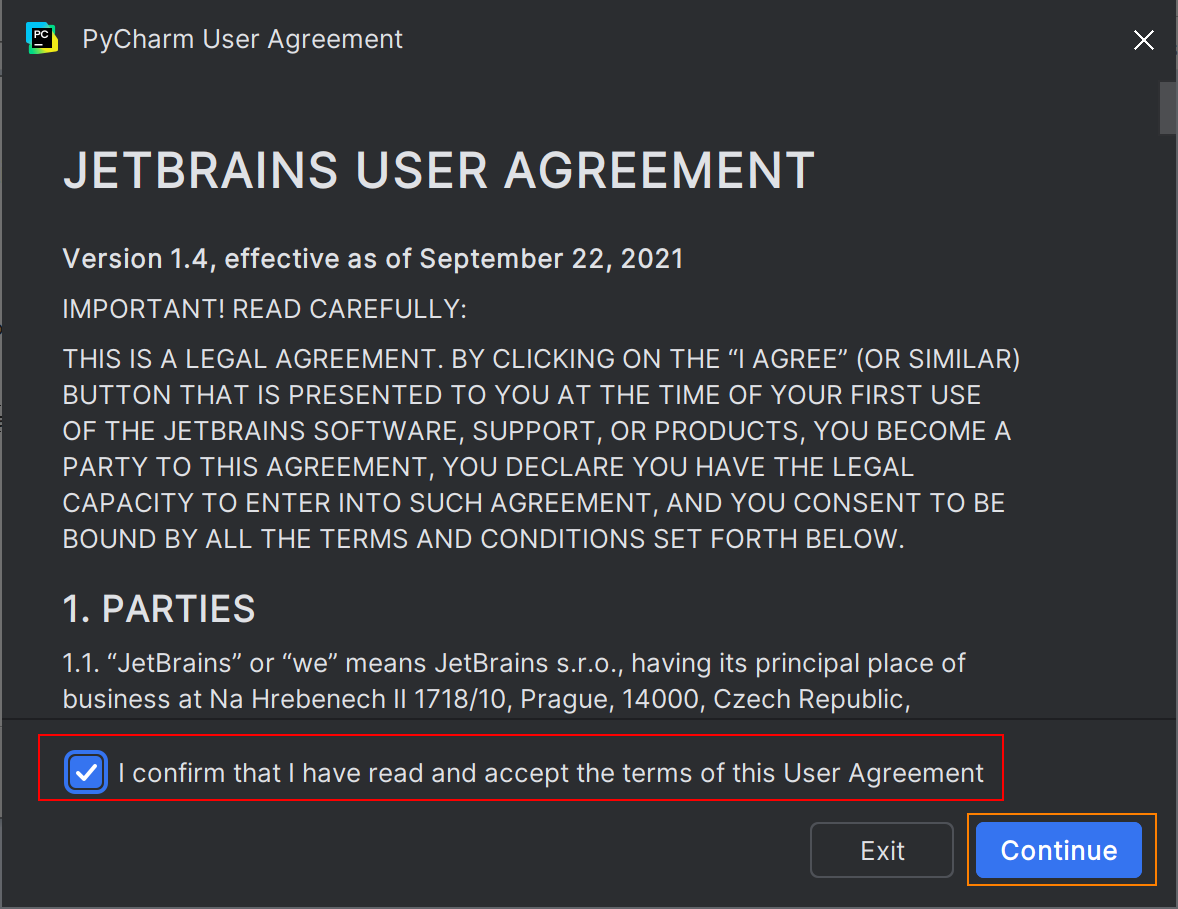 PC
PyCharm User Agreement
JETBRAINS USER AGREEMENT
Version 1.4, effective as of September 22, 2021
IMPORTANT! READ CAREFULLY:
THIS IS A LEGAL AGREEMENT. BY CLICKING ON THE “I AGREE” (OR SIMILAR)
BUTTON THAT IS PRESENTED TO YOU AT THE TIME OF YOUR FIRST USE
OF THE JETBRAINS SOFTWARE, SUPPORT, OR PRODUCTS, YOU BECOME A
PARTY TO THIS AGREEMENT, YOU DECLARE YOU HAVE THE LEGAL
CAPACITY TO ENTER INTO SUCH AGREEMENT, AND YOU CONSENT TO BE
BOUND BY ALL THE TERMS AND CONDITIONS SET FORTH BELOW.
1. PARTIES
1.1. “JetBrains” or “we” means JetBrains s.r.o., having its principal place of
business at Na Hrebenech II 1718/10, Prague, 14000, Czech Republic,
I confirm that I have read and accept the terms of this User Agreement
Exit
Continue